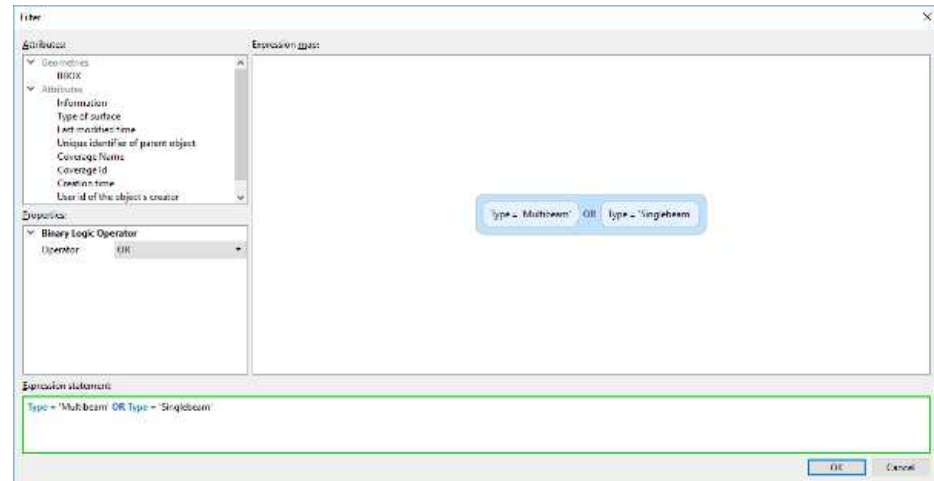 Filter
Attributes:
Expression map:
Geometries
BBOX
Attributes
Information
Type of surface
Last modified time
Unique identifier of parent object
Coverage Name
Coverage Id
Creation time
User id of the object's creator
Type = 'Multibeam' OR Type = 'Singlebeam'
Properties:
Binary Logic Operator
Operator OR
Expression statement:
Type = 'Multibeam' OR Type = 'Singlebeam'
OK Cancel